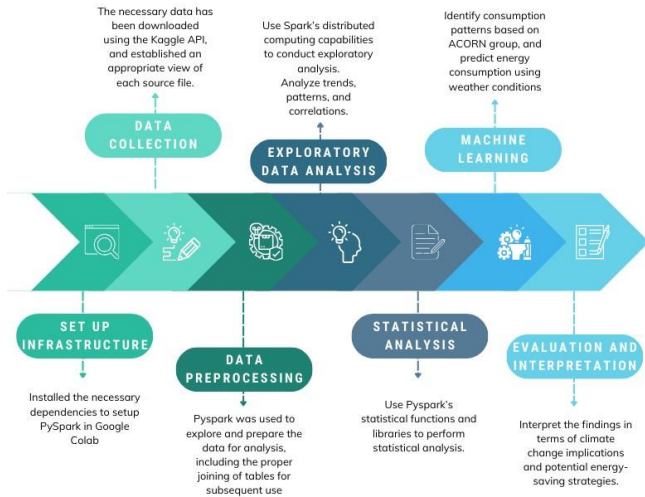 The necessary data has
been downloaded
using the Kaggle API,
and established an
appropriate view of
each source file.
DATA
COLLECTION
Use Spark's distributed
computing capabilities
to conduct exploratory
analysis.
Analyze trends,
patterns, and
correlations.
EXPLORATORY
DATA ANALYSIS
Identify consumption
patterns based on
ACORN group, and
predict energy
consumption using
weather conditions
MACHINE
LEARNING
SET UP
INFRASTRUCTURE
Installed the necessary
dependencies to setup
PySpark in Google
Colab
DATA
PREPROCESSING
Pyspark was used to
explore and prepare the
data for analysis,
including the proper
joining of tables for
subsequent use
STATISTICAL
ANALYSIS
Use Pyspark's
statistical functions and
libraries to perform
statistical analysis.
EVALUATION AND
INTERPRETATION
Interpret the findings in
terms of climate
change implications
and potential energy-
saving strategies.